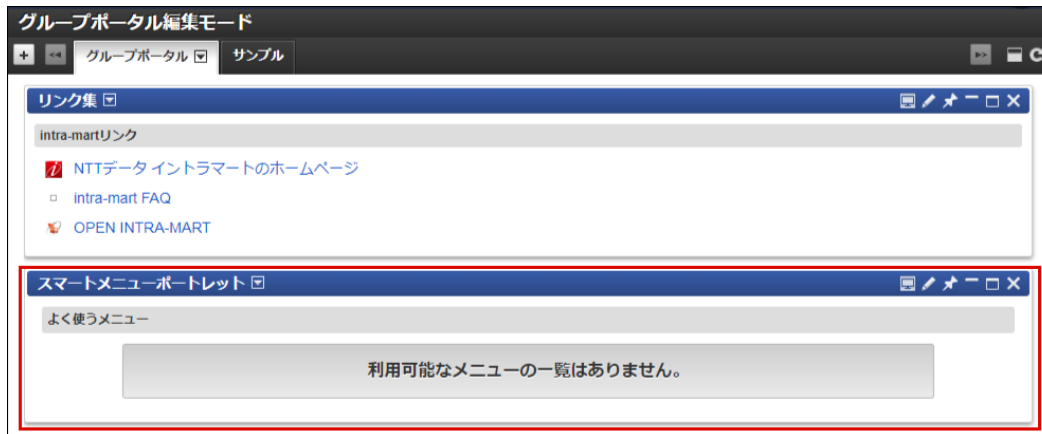 グループポータル編集モード
グループポータル サンプル
リンク集
intra-martリンク
NTTデータ イントラマートのホームページ
intra-mart FAQ
OPEN INTRA-MART
スマートメニューポートレット
よく使うメニュー
利用可能なメニューの一覧はありません。